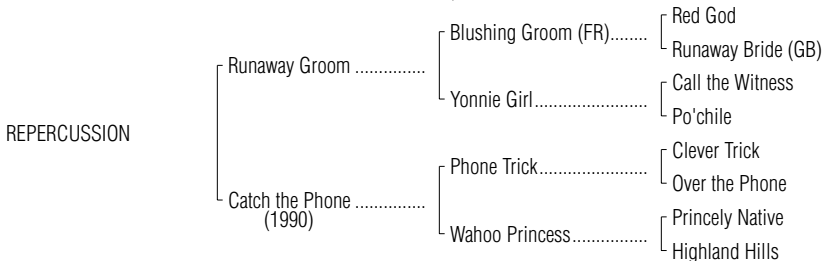 Red God
Blushing Groom (FR)........
Runaway Bride (GB)
Runaway Groom ...............
Call the Witness
Yonnie Girl.........................
Po'chile
REPERCUSSION
Clever Trick
Phone Trick........................
Over the Phone
Catch the Phone ...............
(1990)
Princely Native
Wahoo Princess.................
Highland Hills